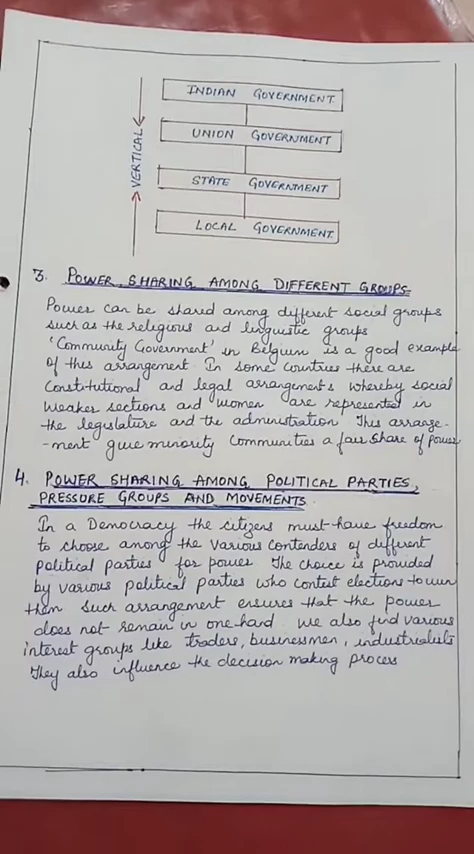 INDIAN GOVERNMENT
UNION GOVERNMENT
STATE GOVERNMENT
LOCAL GOVERNMENT
VERTICAL
3. POWER SHARING AMONG DIFFERENT GROUPS
Power can be shared among different social groups
such as the religious and linguistic groups
'Community Government' in Belgium is a good example
of this arrangement In some countries there are
Constitutional and legal arrangements whereby social
weaker sections and women are represented in
the legislature and the administration This arrange-
-ment give minority communities a fair share of power
4. POWER SHARING AMONG POLITICAL PARTIES,
PRESSURE GROUPS AND MOVEMENTS
In a Democracy the citizens must have freedom
to choose among the various contenders of different
political parties for power. The choice is provided
by various political parties who contest elections to win
them Such arrangement ensures that the power
does not remain in one hand. We also find various
interest groups like traders, businessmen, industrialists
They also influence the decision making process